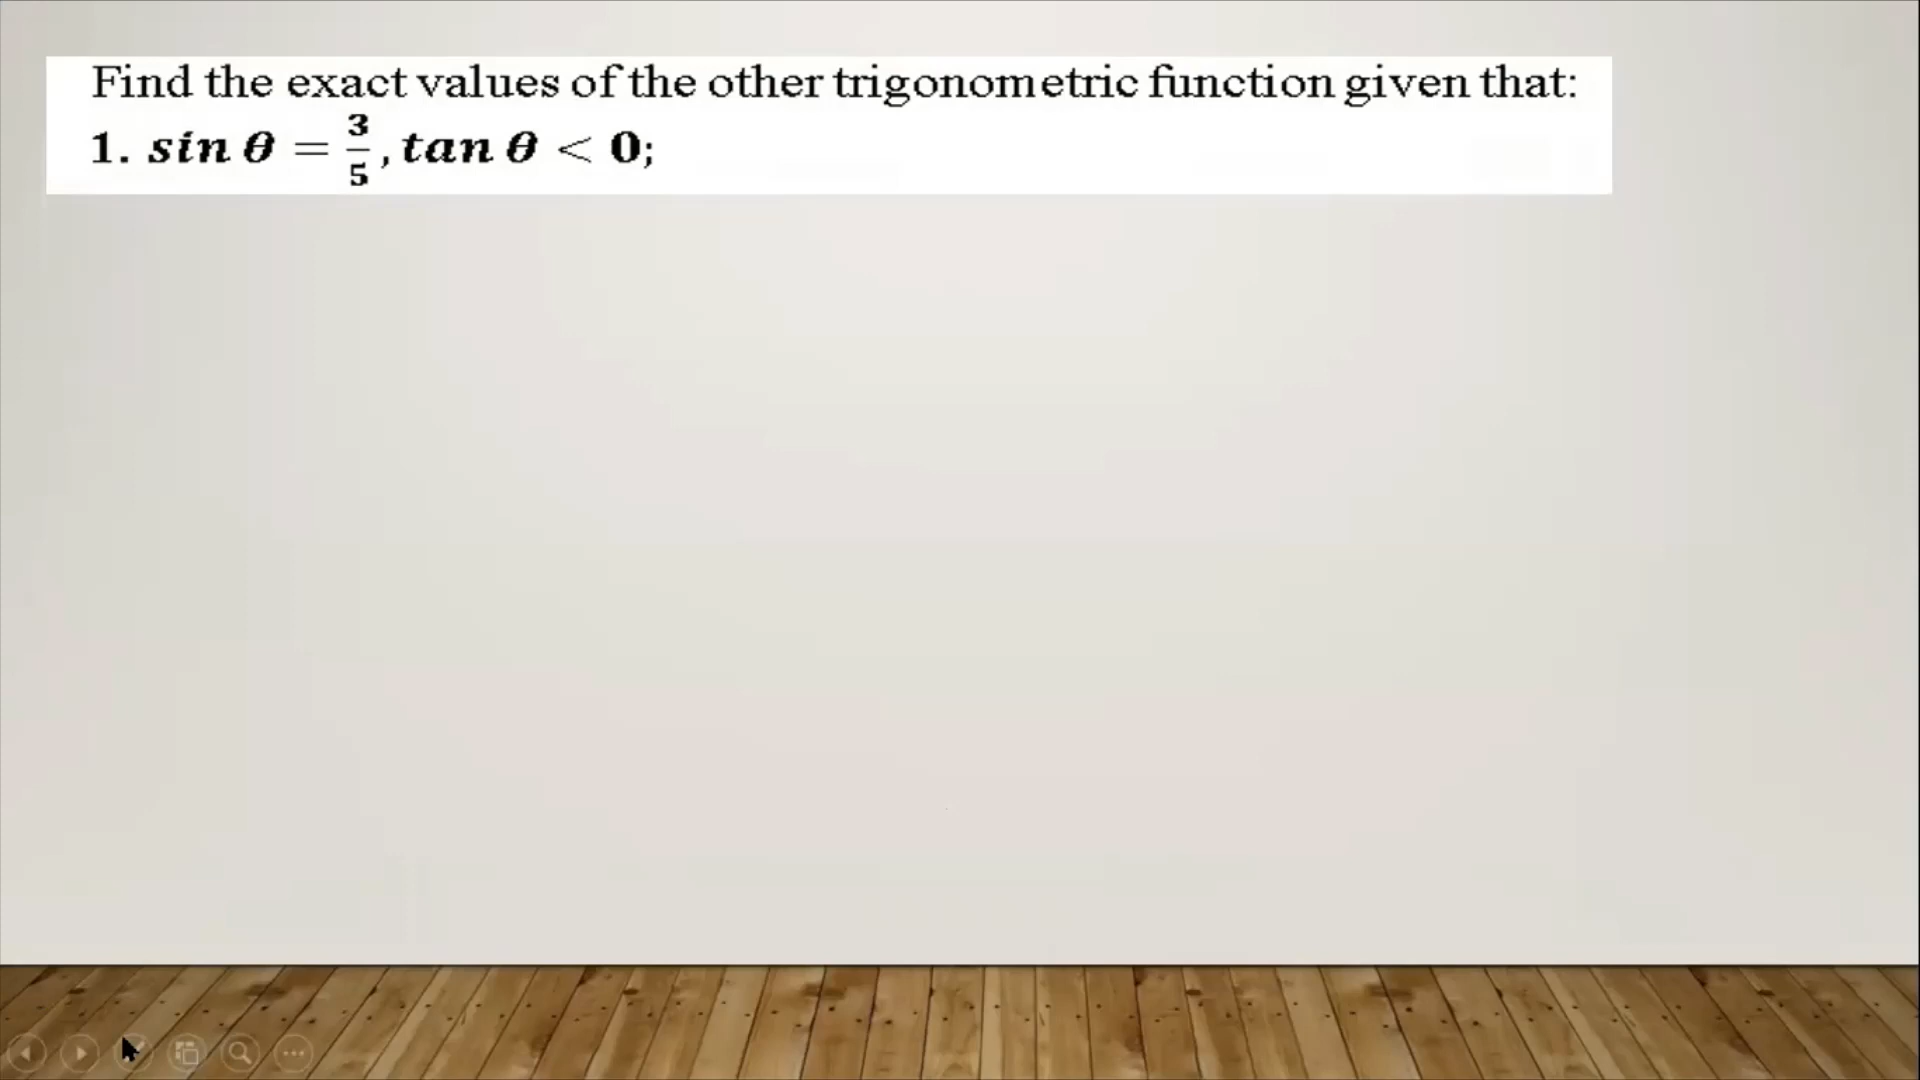 Find the exact values of the other trigonometric function given that:
1. sin θ = 3/5, tan θ < 0;